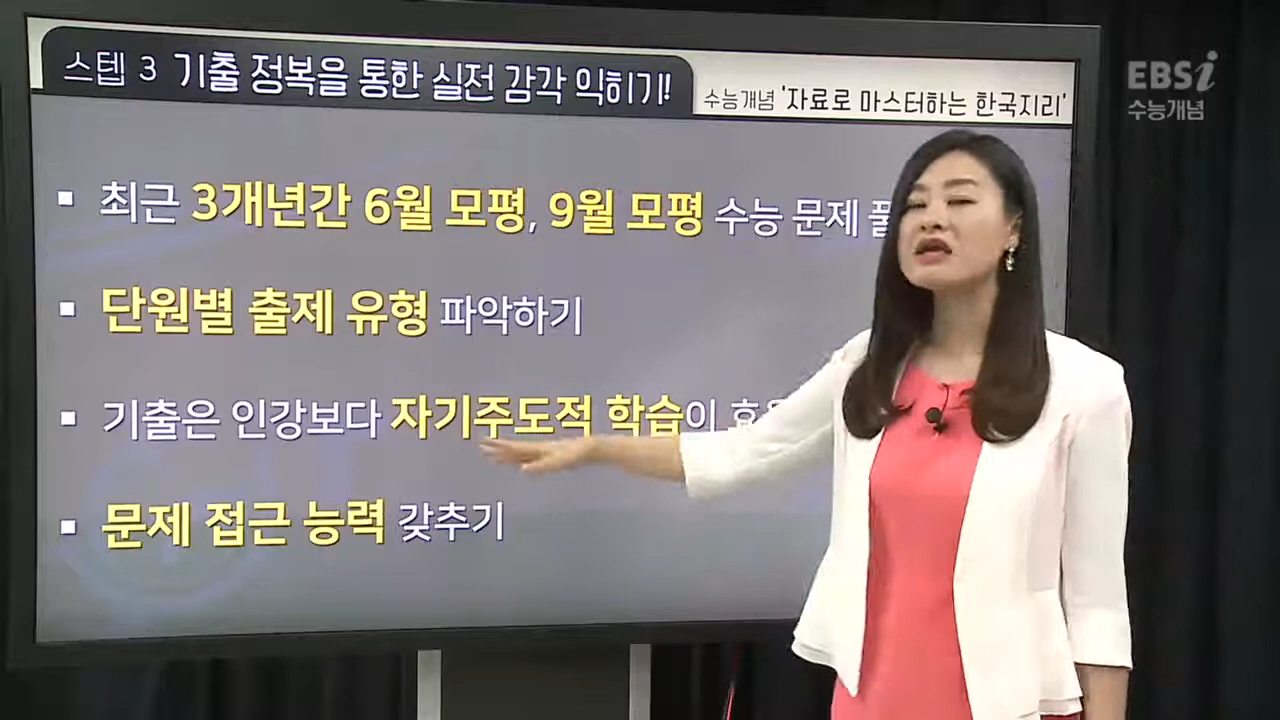 스텝 3 기출 정복을 통한 실전 감각 익히기!
수능개념 '자료로 마스터하는 한국지리'
EBSi
수능개념
▪ 최근 3개년간 6월 모평, 9월 모평 수능 문제
▪ 단원별 출제 유형 파악하기
▪ 기출은 인강보다 자기주도적 학습이
▪ 문제 접근 능력 갖추기